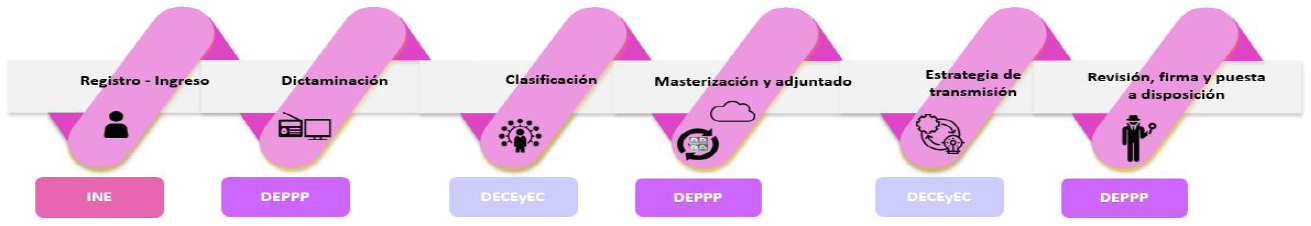 Registro - Ingreso
Dictaminación
Clasificación
Masterización y adjuntado
Estrategia de
transmisión
Revisión, firma y puesta
a disposición
INE
DEPPP
DECEyEC
DEPPP
DECEyEC
DEPPP